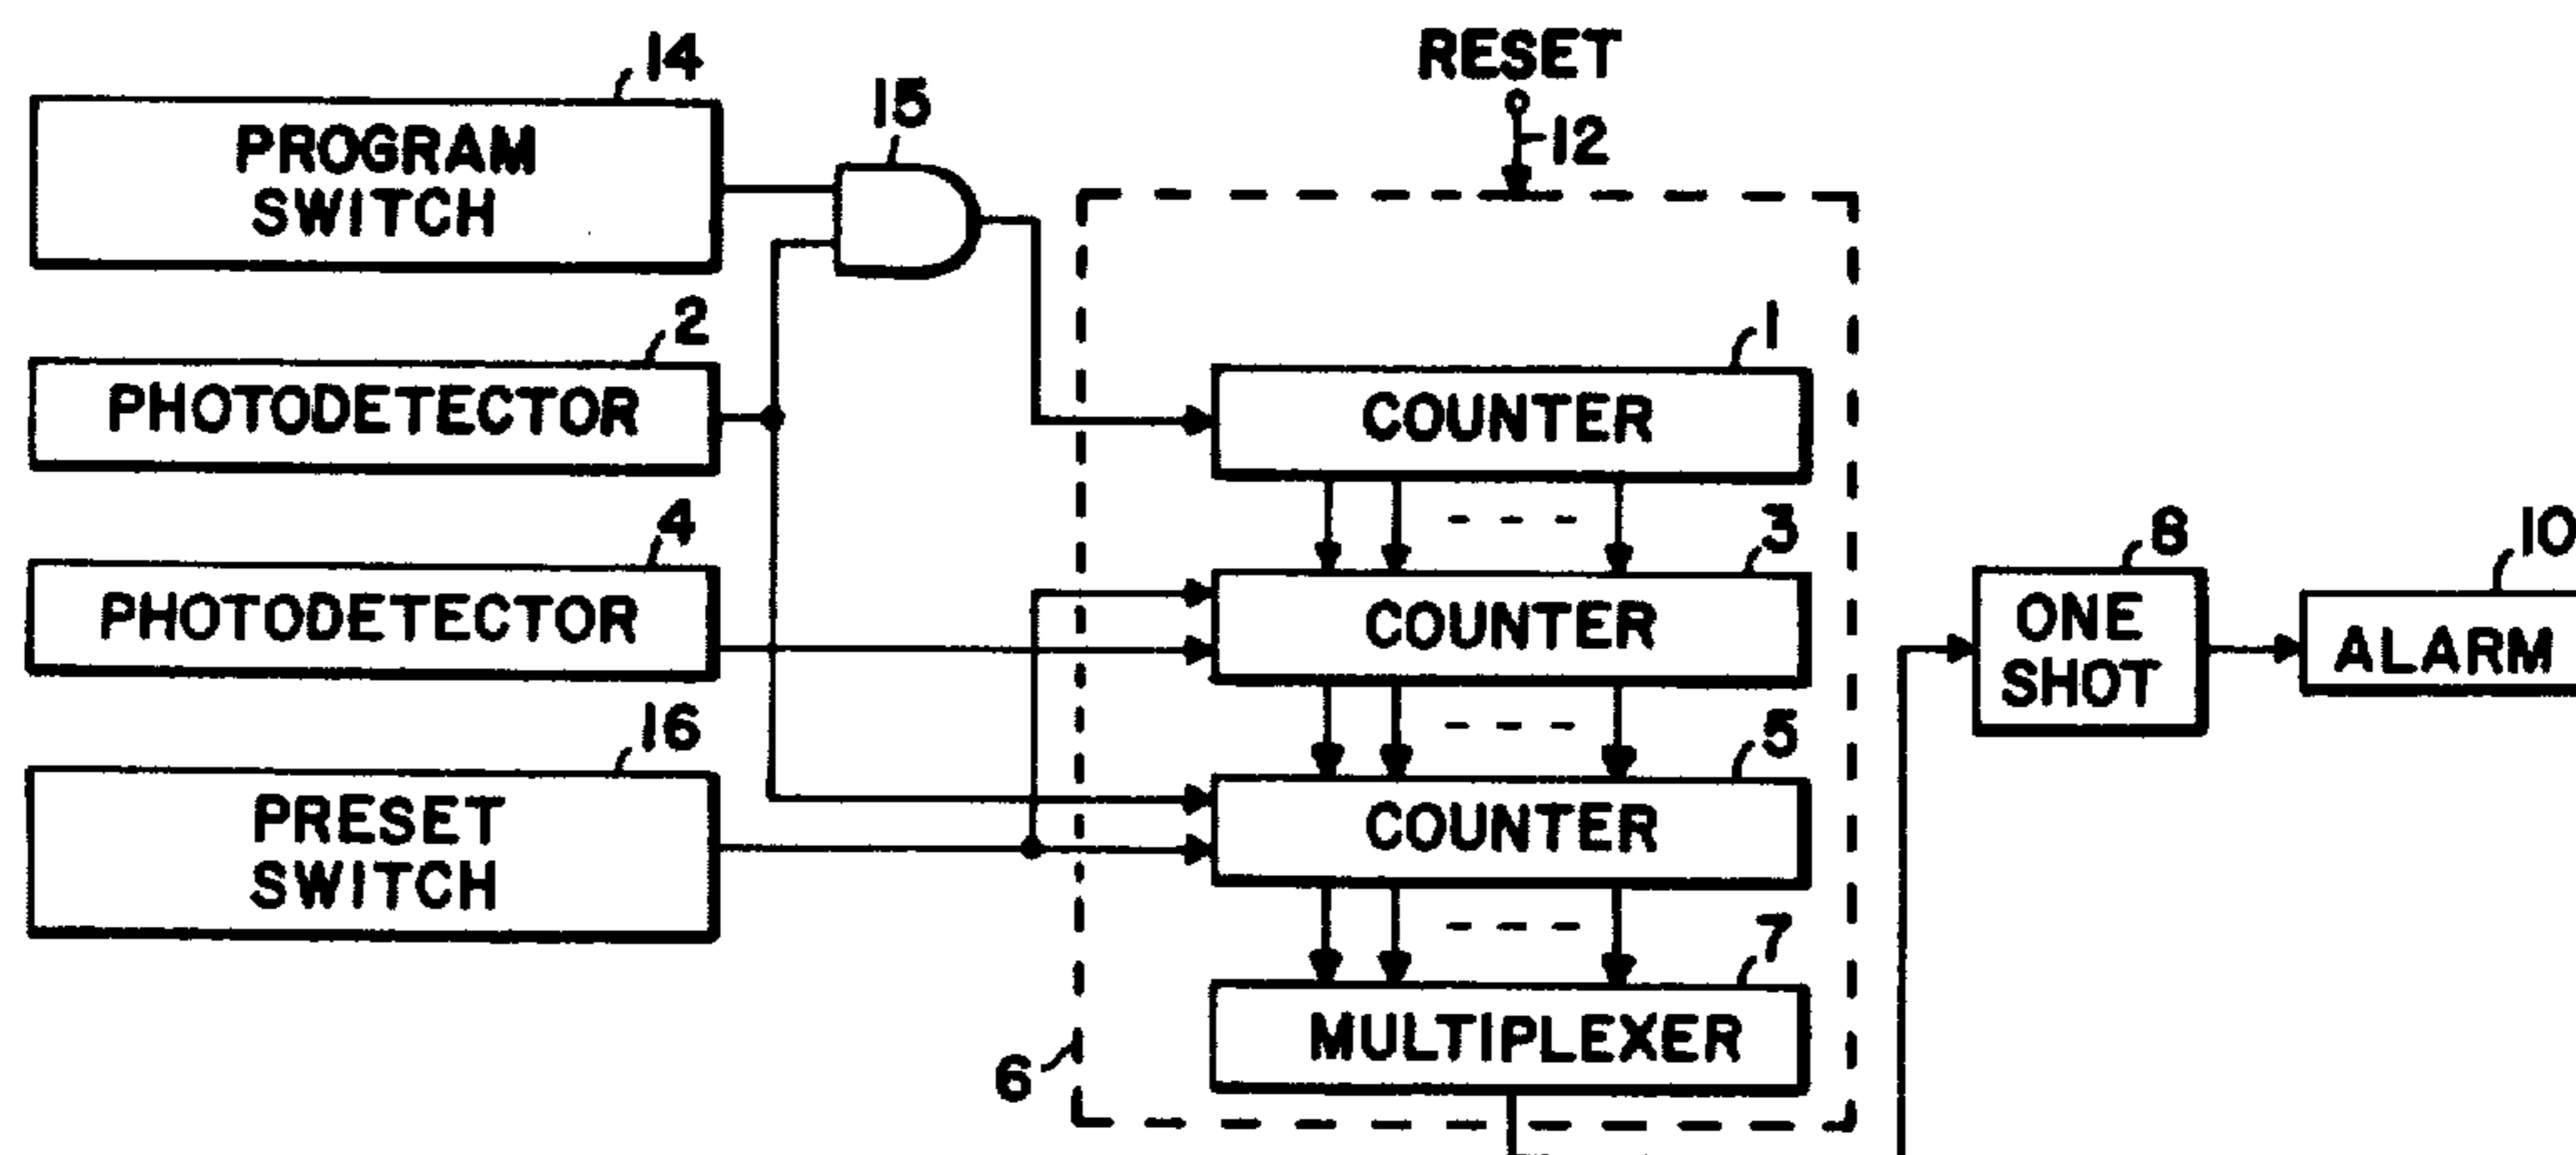 14
PROGRAM
SWITCH
15
RESET
12
2
PHOTODETECTOR
1
COUNTER
4
PHOTODETECTOR
3
COUNTER
8
ONE
SHOT
10
ALARM
16
PRESET
SWITCH
5
COUNTER
7
MULTIPLEXER
6